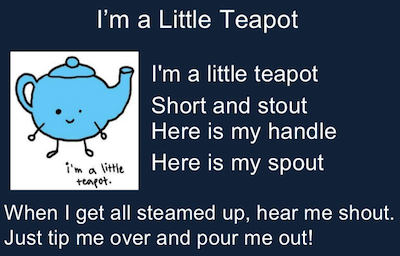 I’m a Little Teapot
I'm a little teapot
Short and stout
Here is my handle
Here is my spout
i'm a little
teapot.
When I get all steamed up, hear me shout.
Just tip me over and pour me out!